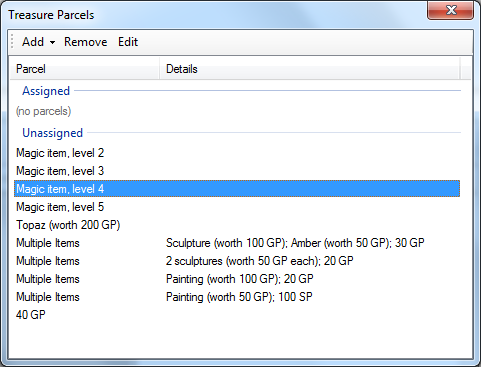 Treasure Parcels
Add Remove Edit
Parcel Details
Assigned
(no parcels)
Unassigned
Magic item, level 2
Magic item, level 3
Magic item, level 4
Magic item, level 5
Topaz (worth 200 GP)
Multiple Items Sculpture (worth 100 GP); Amber (worth 50 GP); 30 GP
Multiple Items 2 sculptures (worth 50 GP each); 20 GP
Multiple Items Painting (worth 100 GP); 20 GP
Multiple Items Painting (worth 50 GP); 100 SP
40 GP